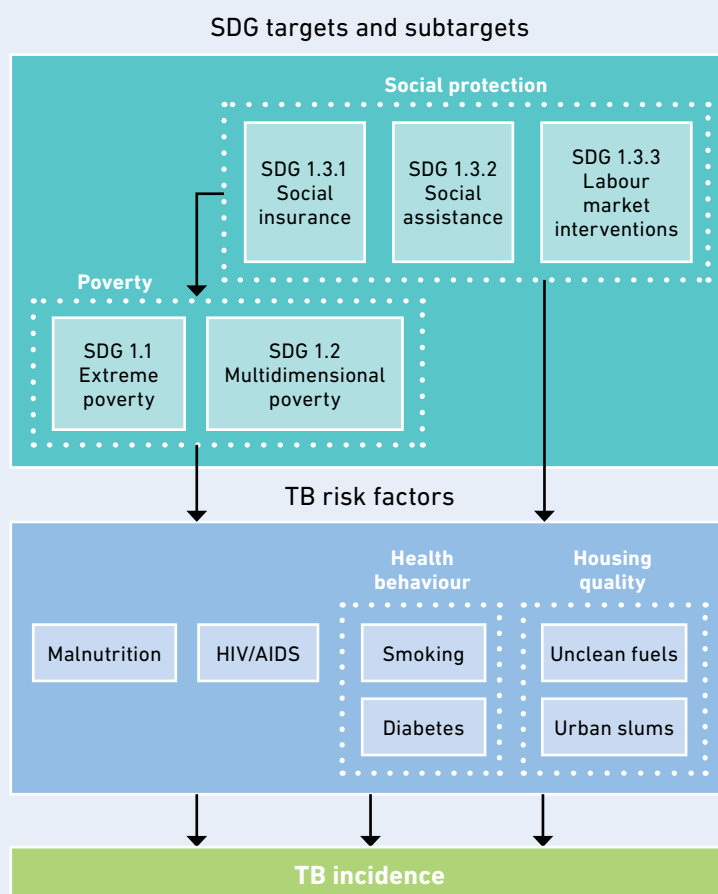 SDG targets and subtargets
Social protection
SDG 1.3.1
Social
insurance
SDG 1.3.2
Social
assistance
SDG 1.3.3
Labour
market
interventions
Poverty
SDG 1.1
Extreme
poverty
SDG 1.2
Multidimensional
poverty
TB risk factors
Health
behaviour
Housing
quality
Malnutrition
HIV/AIDS
Smoking
Unclean fuels
Diabetes
Urban slums
TB incidence